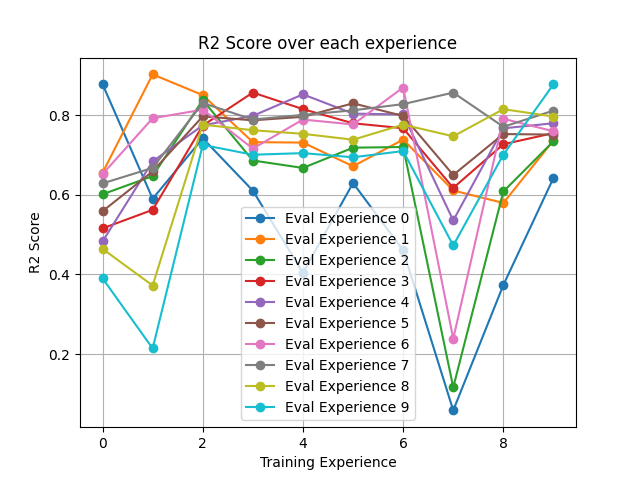 R2 Score over each experience
R2 Score
0.8
0.6
0.4
0.2
Eval Experience 0
Eval Experience 1
Eval Experience 2
Eval Experience 3
Eval Experience 4
Eval Experience 5
Eval Experience 6
Eval Experience 7
Eval Experience 8
Eval Experience 9
0 2 4 6 8
Training Experience